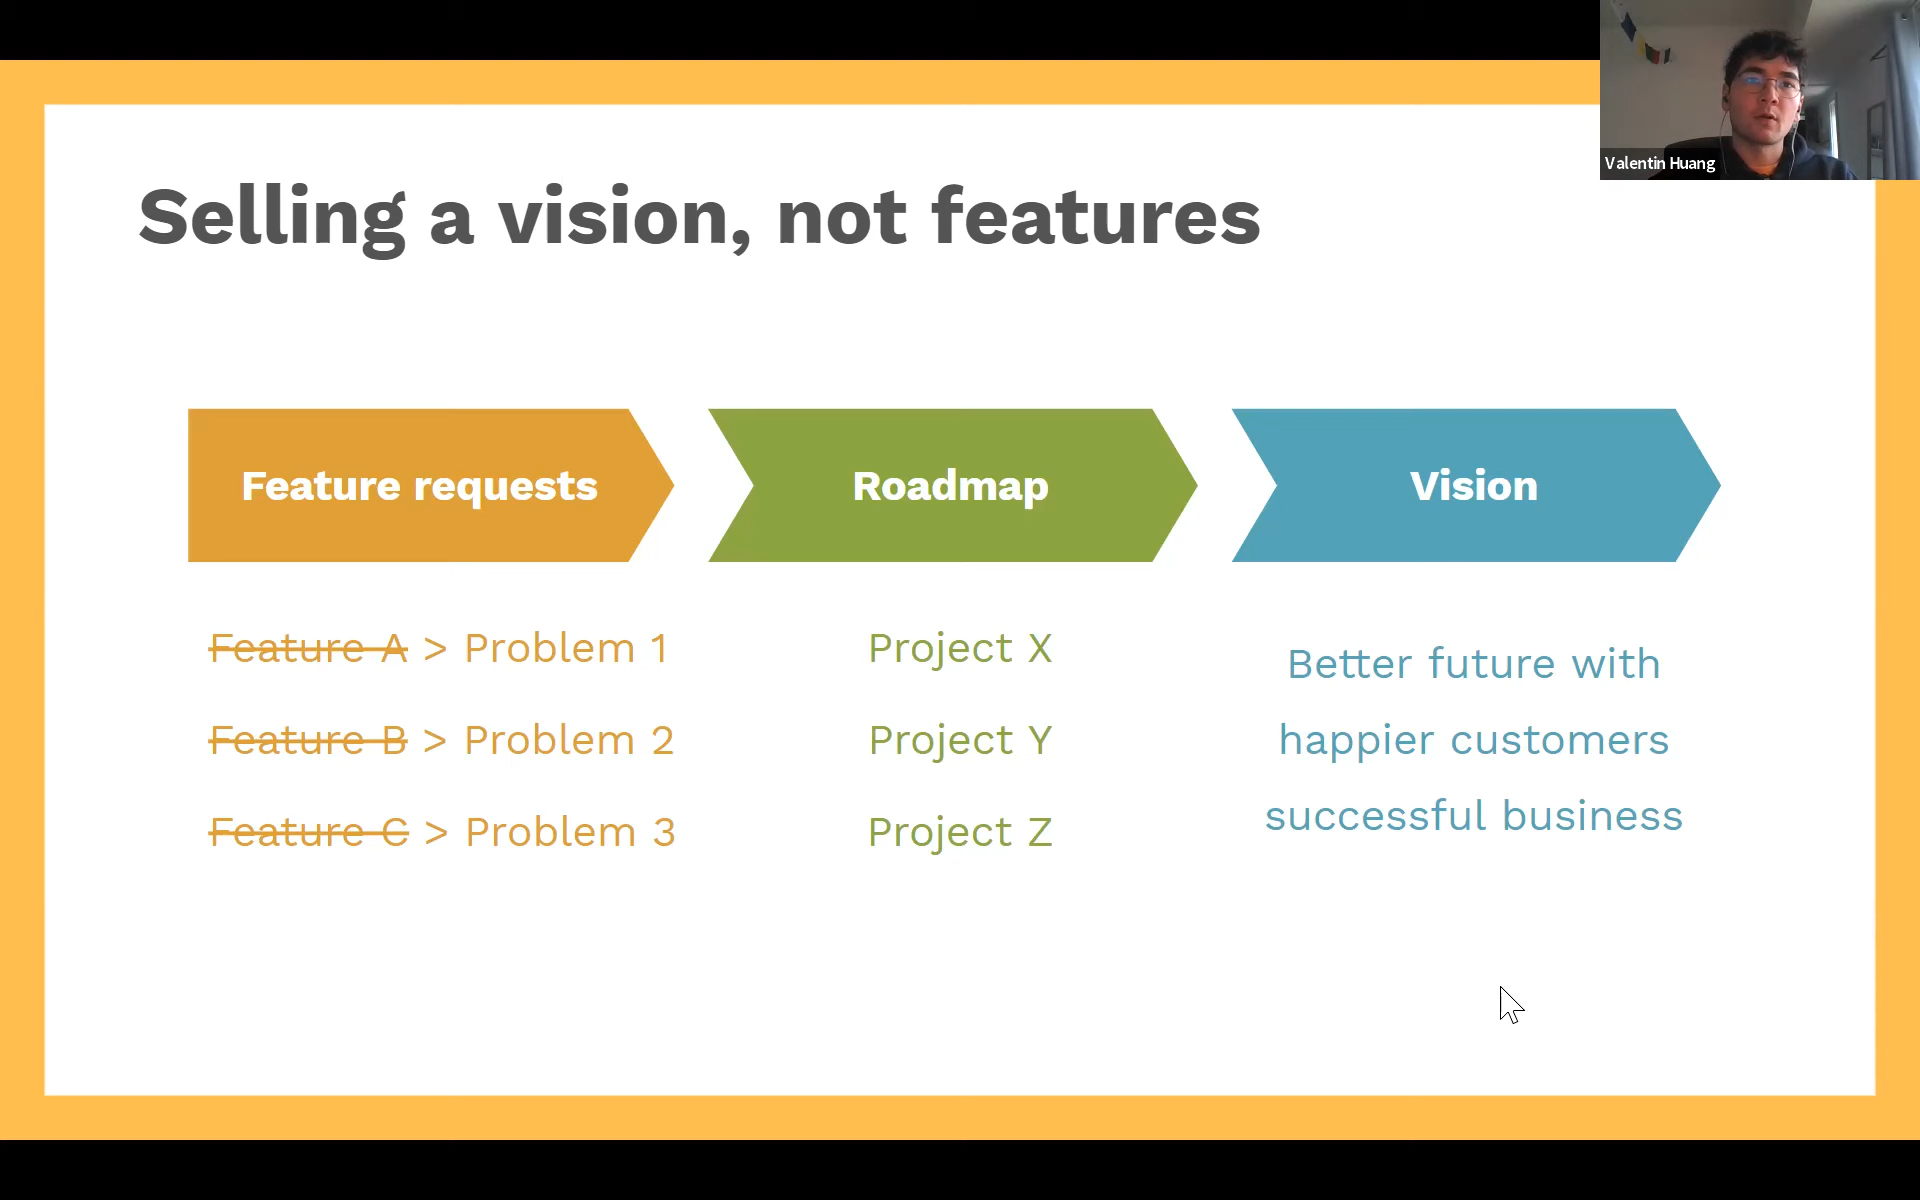 Valentin Huang
Selling a vision, not features
Feature requests
Roadmap
Vision
Feature A > Problem 1
Feature B > Problem 2
Feature C > Problem 3
Project X
Project Y
Project Z
Better future with
happier customers
successful business